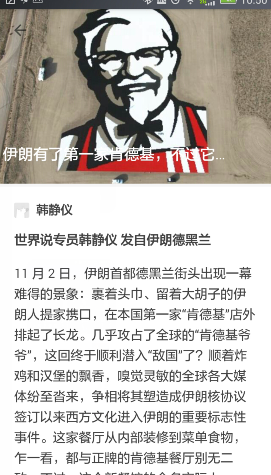 16:50
伊朗有了第一家肯德基，不过它...
韩静仪
世界说专员韩静仪 发自伊朗德黑兰
11 月 2 日，伊朗首都德黑兰街头出现一幕
难得的景象：裹着头巾、留着大胡子的伊
朗人提家携口，在本国第一家“肯德基”店外
排起了长龙。几乎攻占了全球的“肯德基爷
爷”，这回终于顺利潜入“敌国”了？顺着炸
鸡和汉堡的飘香，嗅觉灵敏的全球各大媒
体纷至沓来，争相将其塑造成伊朗核协议
签订以来西方文化进入伊朗的重要标志性
事件。这家餐厅从内部装修到菜单食物，
乍一看，都与正牌的肯德基餐厅别无二